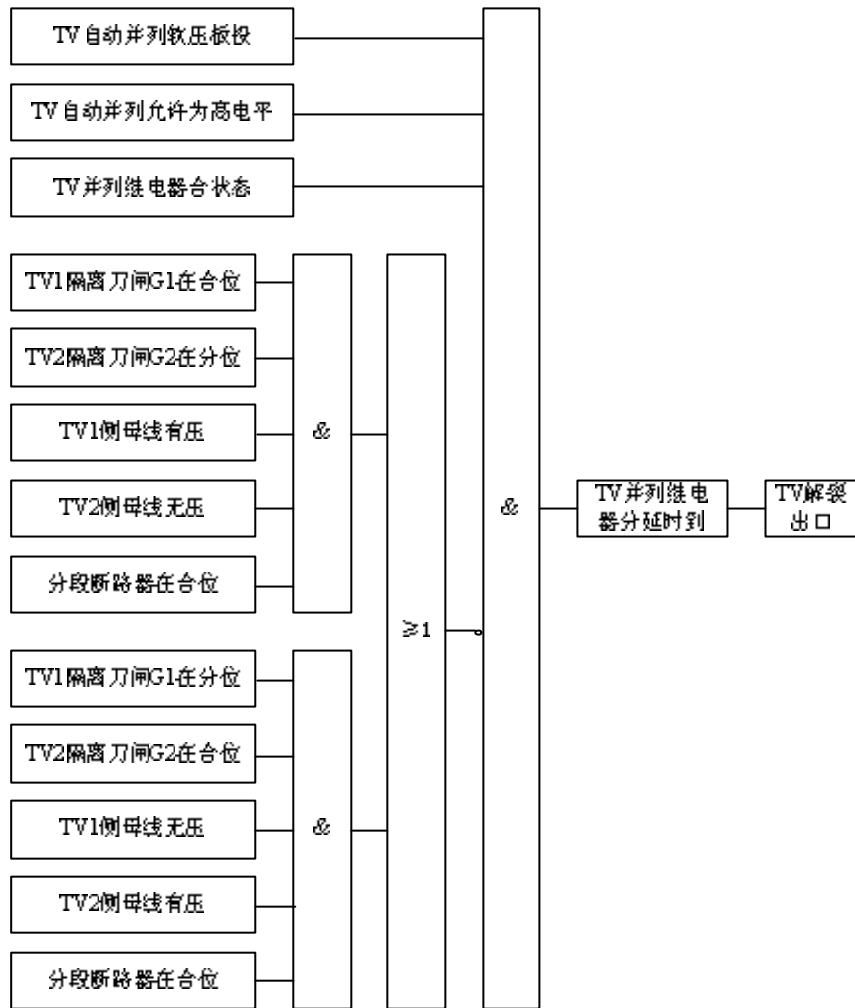 TV自动并列软压板投
TV自动并列允许为高电平
TV并列继电器合状态
TV1隔离刀闸G1在合位
TV2隔离刀闸G2在分位
TV1侧母线有压
TV2侧母线无压
分段断路器在合位
&
TV1隔离刀闸G1在分位
TV2隔离刀闸G2在合位
TV1侧母线无压
TV2侧母线有压
分段断路器在合位
&
≥1
&
TV并列继电
器分延时到
TV解裂
出口